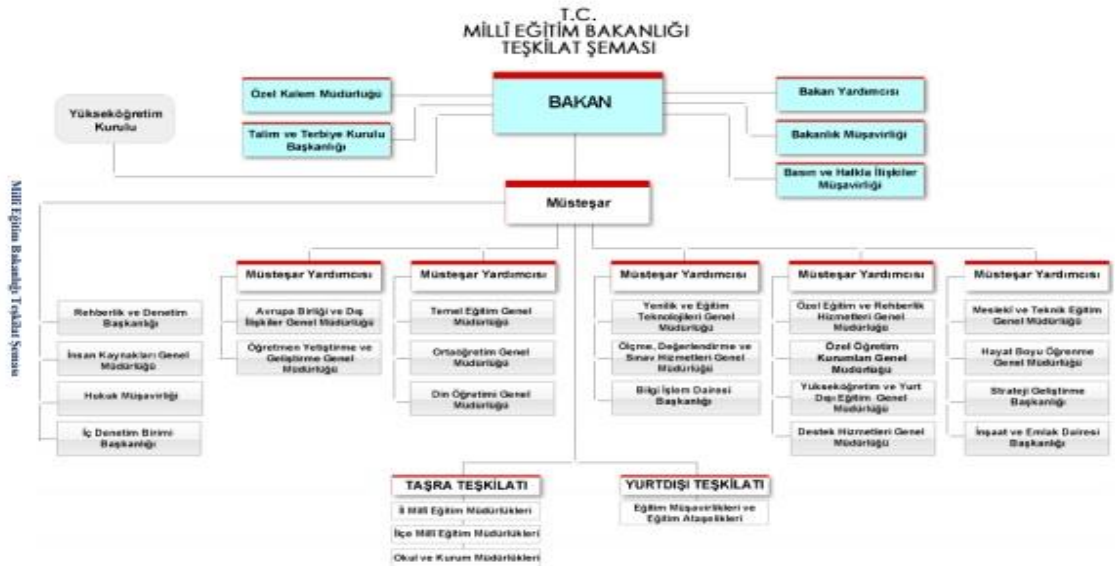 T.C.
MİLLÎ EĞİTİM BAKANLIĞI
TEŞKİLAT ŞEMASI
Özel Kalem Müdürlüğü
BAKAN
Bakan Yardımcısı
Yükseköğretim
Kurulu
Talim ve Terbiye Kurulu
Başkanlığı
Bakanlık Müşavirliği
Basın ve Halkla İlişkiler
Müşavirliği
Müsteşar
Milli Eğitim Bakanlığı Teşkilat Şeması
Müsteşar Yardımcısı
Müsteşar Yardımcısı
Müsteşar Yardımcısı
Müsteşar Yardımcısı
Müsteşar Yardımcısı
Rehberlik ve Denetim
Başkanlığı
İnsan Kaynakları Genel
Müdürlüğü
Hukuk Müşavirliği
İç Denetim Birimi
Başkanlığı
Avrupa Birliği ve Dış
İlişkiler Genel Müdürlüğü
Öğretmen Yetiştirme ve
Geliştirme Genel
Müdürlüğü
Temel Eğitim Genel
Müdürlüğü
Ortaöğretim Genel
Müdürlüğü
Din Öğretimi Genel
Müdürlüğü
Yenilik ve Eğitim
Teknolojileri Genel
Müdürlüğü
Ölçme, Değerlendirme ve
Sınav Hizmetleri Genel
Müdürlüğü
Bilgi İşlem Dairesi
Başkanlığı
Özel Eğitim ve Rehberlik
Hizmetleri Genel
Müdürlüğü
Özel Öğretim
Kurumları Genel
Müdürlüğü
Yükseköğretim ve Yurt
Dışı Eğitim Genel
Müdürlüğü
Destek Hizmetleri Genel
Müdürlüğü
Meslekî ve Teknik Eğitim
Genel Müdürlüğü
Hayat Boyu Öğrenme
Genel Müdürlüğü
Strateji Geliştirme
Başkanlığı
İnşaat ve Emlak Dairesi
Başkanlığı
TAŞRA TEŞKİLATI
İl Millî Eğitim Müdürlükleri
İlçe Millî Eğitim Müdürlükleri
Okul ve Kurum Müdürlükleri
YURTDIŞI TEŞKİLATI
Eğitim Müşavirlikleri ve
Eğitim Ataşelikleri